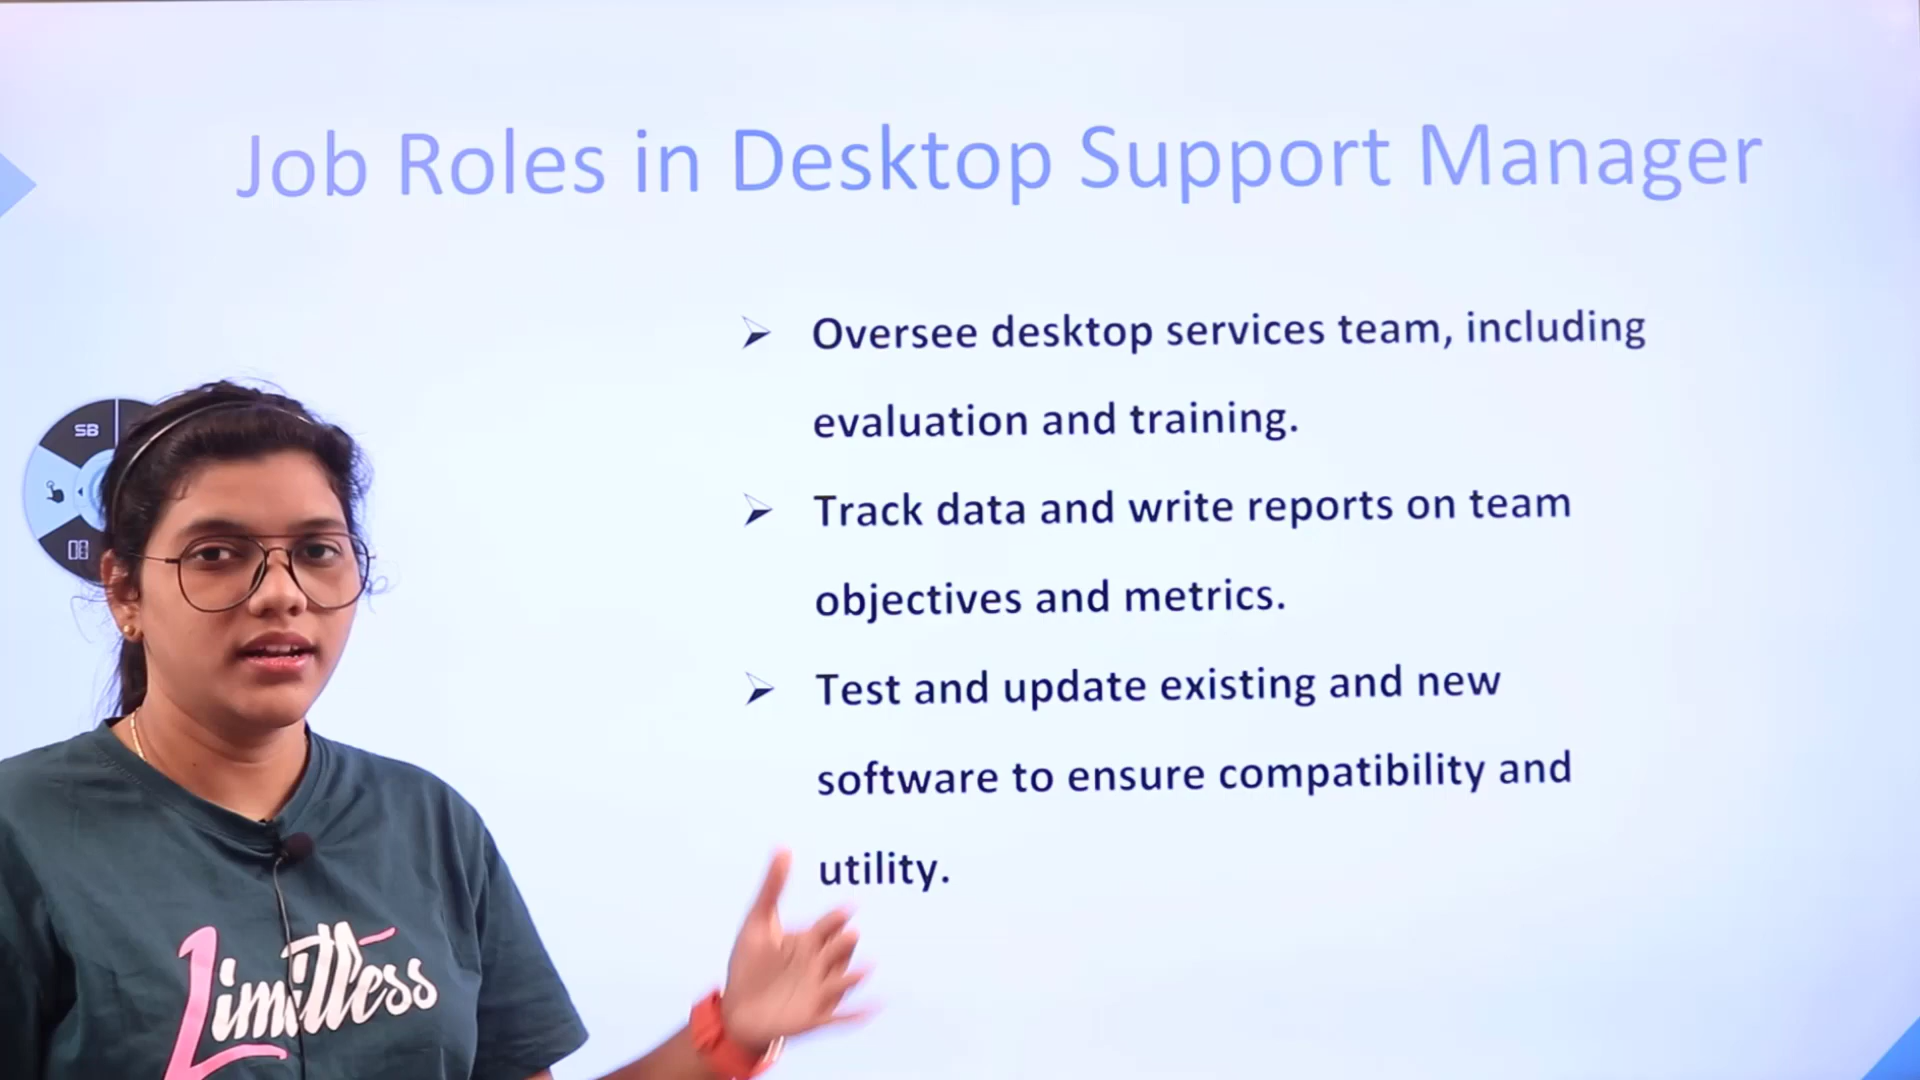 Job Roles in Desktop Support Manager
➢ Oversee desktop services team, including
evaluation and training.
➢ Track data and write reports on team
objectives and metrics.
➢ Test and update existing and new
software to ensure compatibility and
utility.
SB
Limitless